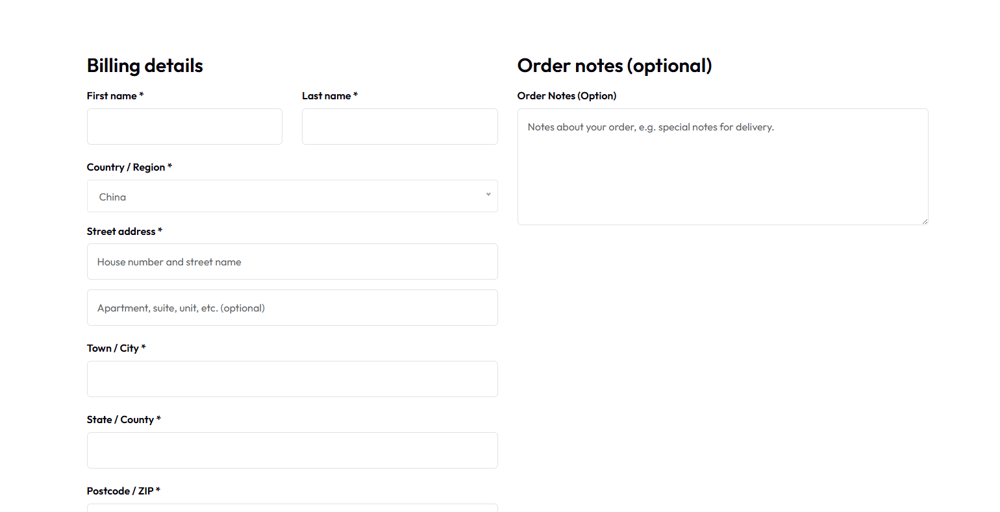 Billing details
First name *
Last name *
Country / Region *
China
Street address *
House number and street name
Apartment, suite, unit, etc. (optional)
Town / City *
State / County *
Postcode / ZIP *
Order notes (optional)
Order Notes (Option)
Notes about your order, e.g. special notes for delivery.